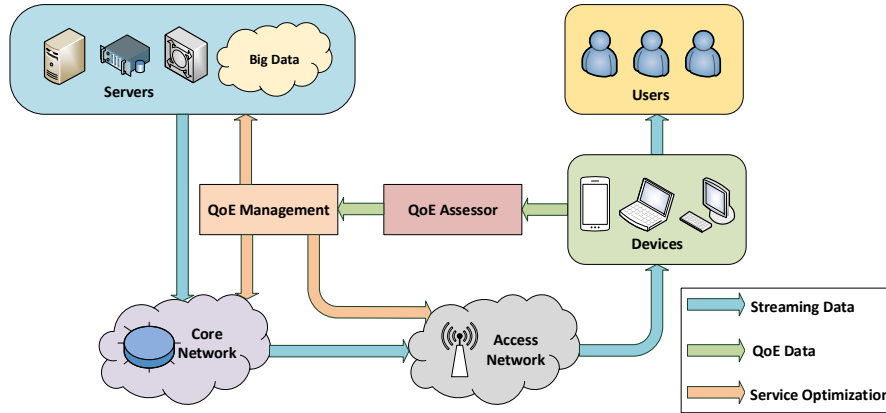 Big Data
Servers
Users
QoE Management
QoE Assessor
Devices
Core
Network
Access
Network
Streaming Data
QoE Data
Service Optimization